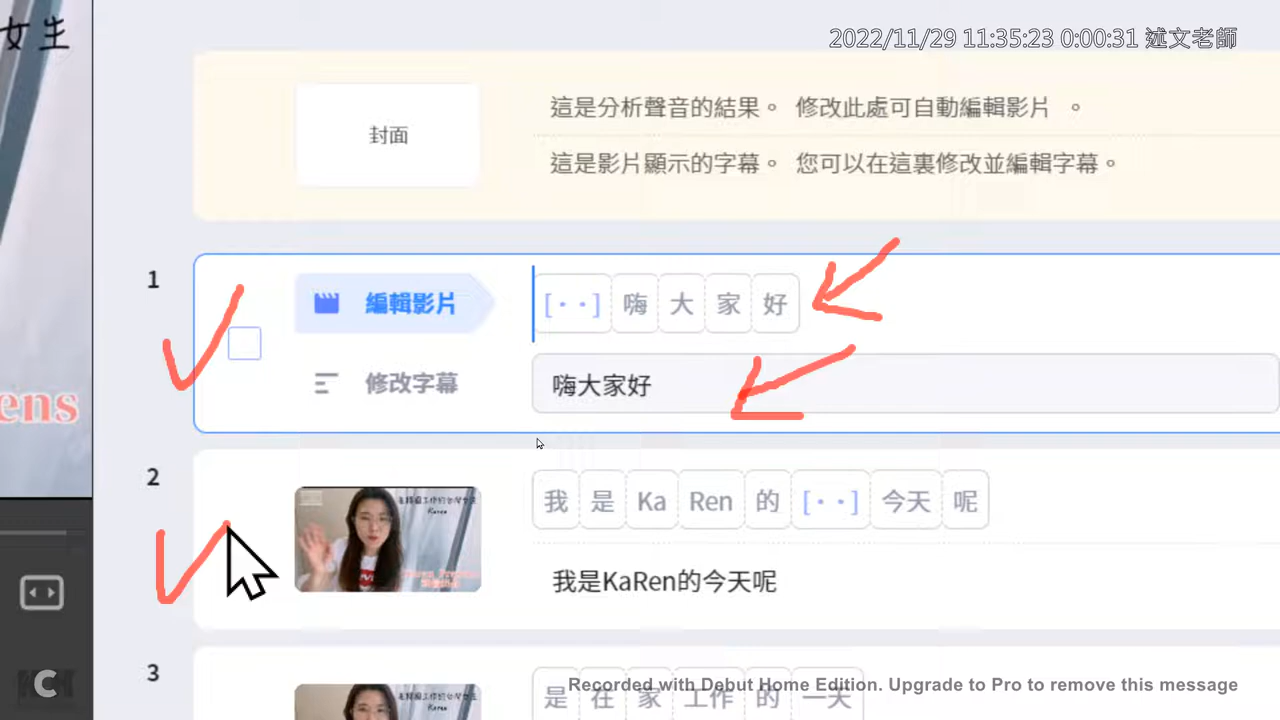 女生
2022/11/29 11:35:23 0:00:31 述文老師
封面
這是分析聲音的結果。 修改此處可自動編輯影片 。
這是影片顯示的字幕。 您可以在這裏修改並編輯字幕。
1
編輯影片
[··] 嗨 大 家 好
修改字幕
嗨大家好
ens
2
我 是 Ka Ren 的 [··] 今天 呢
我是KaRen的今天呢
3
是 在 家 工作 的 一天
C
Recorded with Debut Home Edition. Upgrade to Pro to remove this message